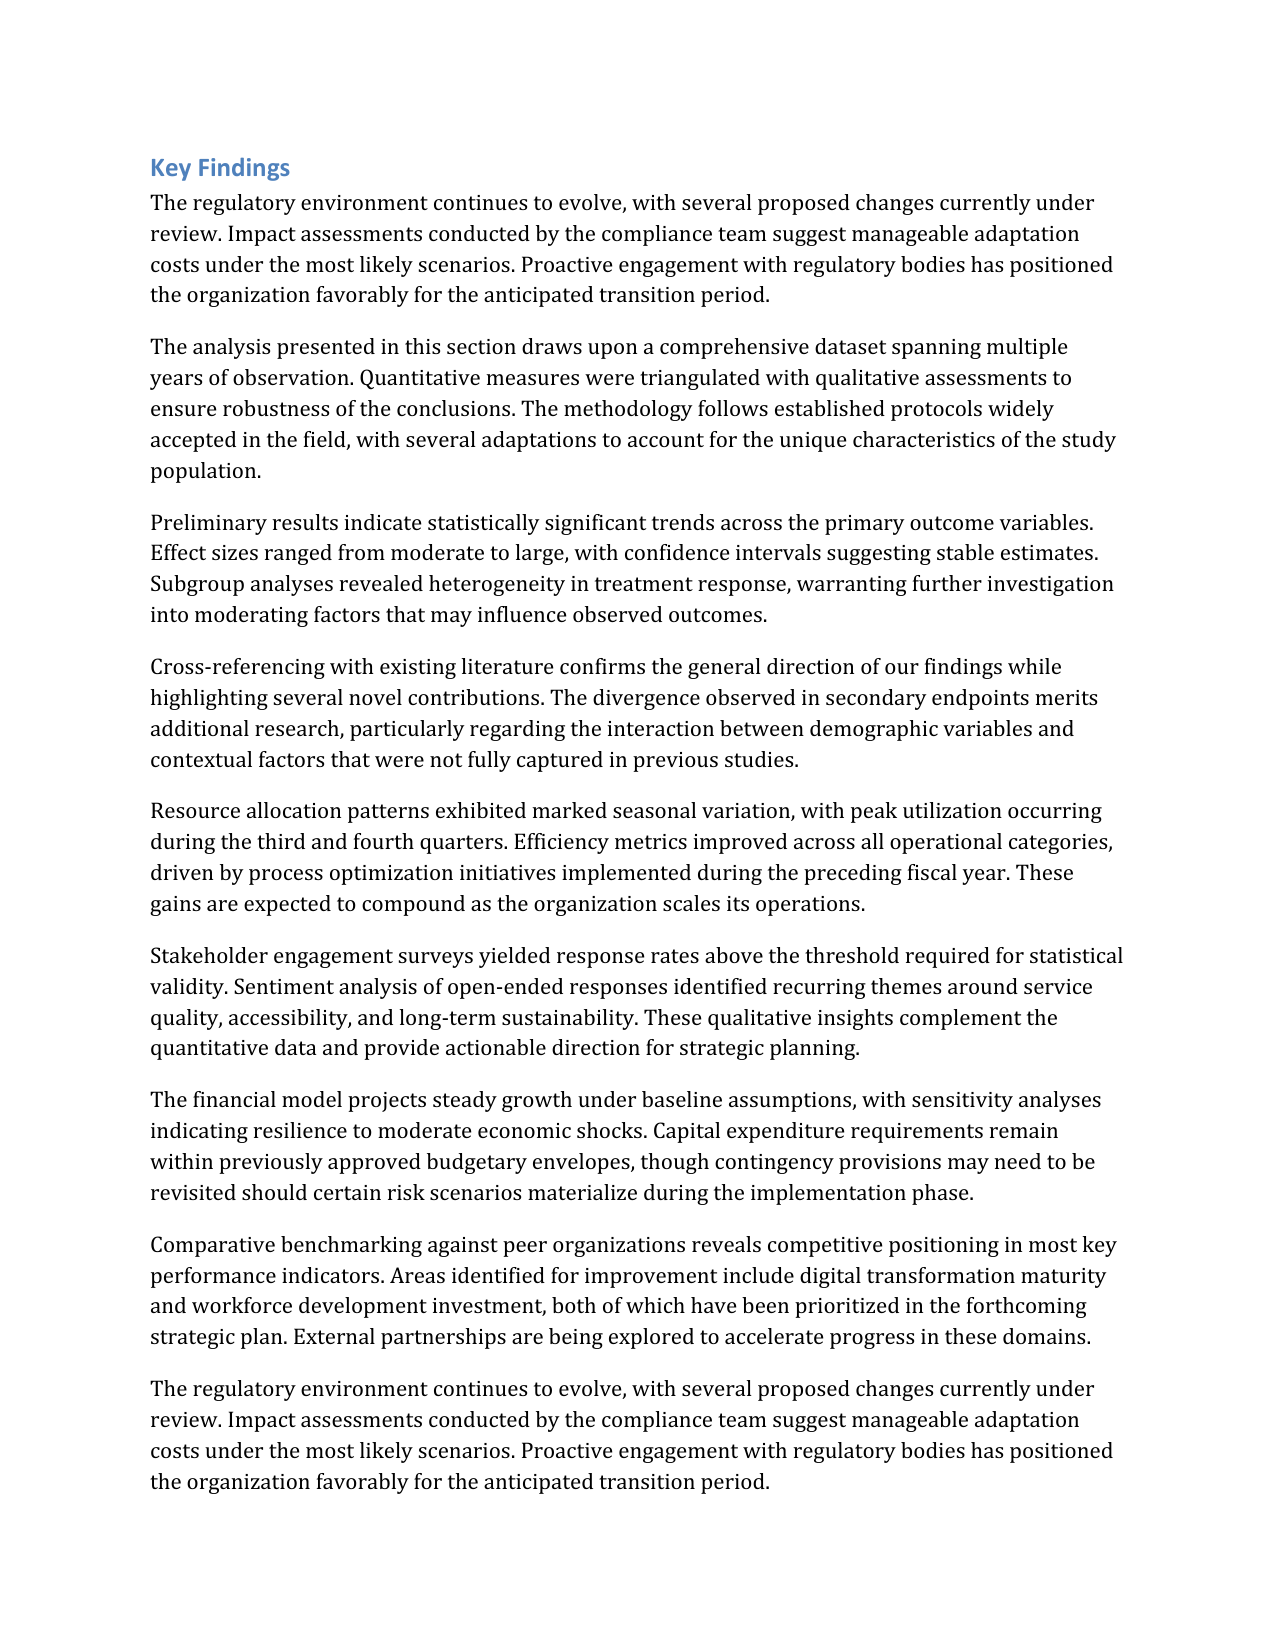 Key Findings
The regulatory environment continues to evolve, with several proposed changes currently under
review. Impact assessments conducted by the compliance team suggest manageable adaptation
costs under the most likely scenarios. Proactive engagement with regulatory bodies has positioned
the organization favorably for the anticipated transition period.
The analysis presented in this section draws upon a comprehensive dataset spanning multiple
years of observation. Quantitative measures were triangulated with qualitative assessments to
ensure robustness of the conclusions. The methodology follows established protocols widely
accepted in the field, with several adaptations to account for the unique characteristics of the study
population.
Preliminary results indicate statistically significant trends across the primary outcome variables.
Effect sizes ranged from moderate to large, with confidence intervals suggesting stable estimates.
Subgroup analyses revealed heterogeneity in treatment response, warranting further investigation
into moderating factors that may influence observed outcomes.
Cross-referencing with existing literature confirms the general direction of our findings while
highlighting several novel contributions. The divergence observed in secondary endpoints merits
additional research, particularly regarding the interaction between demographic variables and
contextual factors that were not fully captured in previous studies.
Resource allocation patterns exhibited marked seasonal variation, with peak utilization occurring
during the third and fourth quarters. Efficiency metrics improved across all operational categories,
driven by process optimization initiatives implemented during the preceding fiscal year. These
gains are expected to compound as the organization scales its operations.
Stakeholder engagement surveys yielded response rates above the threshold required for statistical
validity. Sentiment analysis of open-ended responses identified recurring themes around service
quality, accessibility, and long-term sustainability. These qualitative insights complement the
quantitative data and provide actionable direction for strategic planning.
The financial model projects steady growth under baseline assumptions, with sensitivity analyses
indicating resilience to moderate economic shocks. Capital expenditure requirements remain
within previously approved budgetary envelopes, though contingency provisions may need to be
revisited should certain risk scenarios materialize during the implementation phase.
Comparative benchmarking against peer organizations reveals competitive positioning in most key
performance indicators. Areas identified for improvement include digital transformation maturity
and workforce development investment, both of which have been prioritized in the forthcoming
strategic plan. External partnerships are being explored to accelerate progress in these domains.
The regulatory environment continues to evolve, with several proposed changes currently under
review. Impact assessments conducted by the compliance team suggest manageable adaptation
costs under the most likely scenarios. Proactive engagement with regulatory bodies has positioned
the organization favorably for the anticipated transition period.